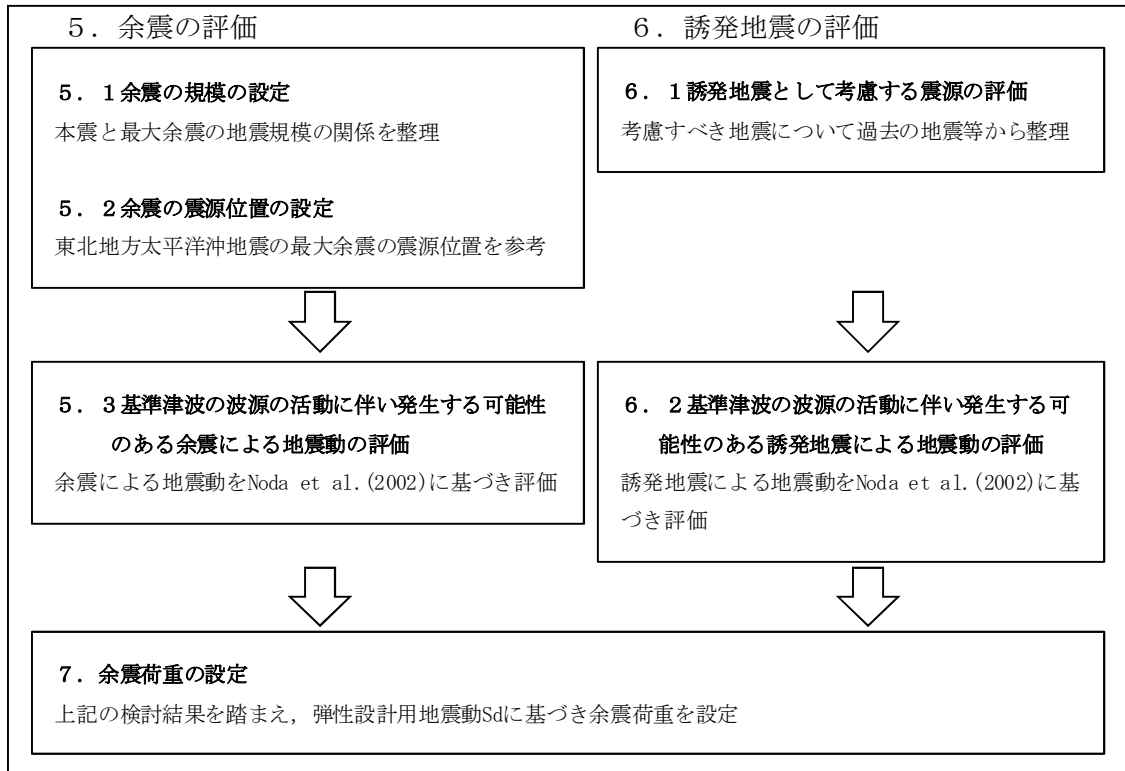 ５．余震の評価
５．１余震の規模の設定
本震と最大余震の地震規模の関係を整理
５．２余震の震源位置の設定
東北地方太平洋沖地震の最大余震の震源位置を参考
６．誘発地震の評価
６．１誘発地震として考慮する震源の評価
考慮すべき地震について過去の地震等から整理
５．３基準津波の波源の活動に伴い発生する可能性
のある余震による地震動の評価
余震による地震動をNoda et al.(2002)に基づき評価
６．２基準津波の波源の活動に伴い発生する可
能性のある誘発地震による地震動の評価
誘発地震による地震動をNoda et al.(2002)に基
づき評価
７．余震荷重の設定
上記の検討結果を踏まえ，弾性設計用地震動Sdに基づき余震荷重を設定